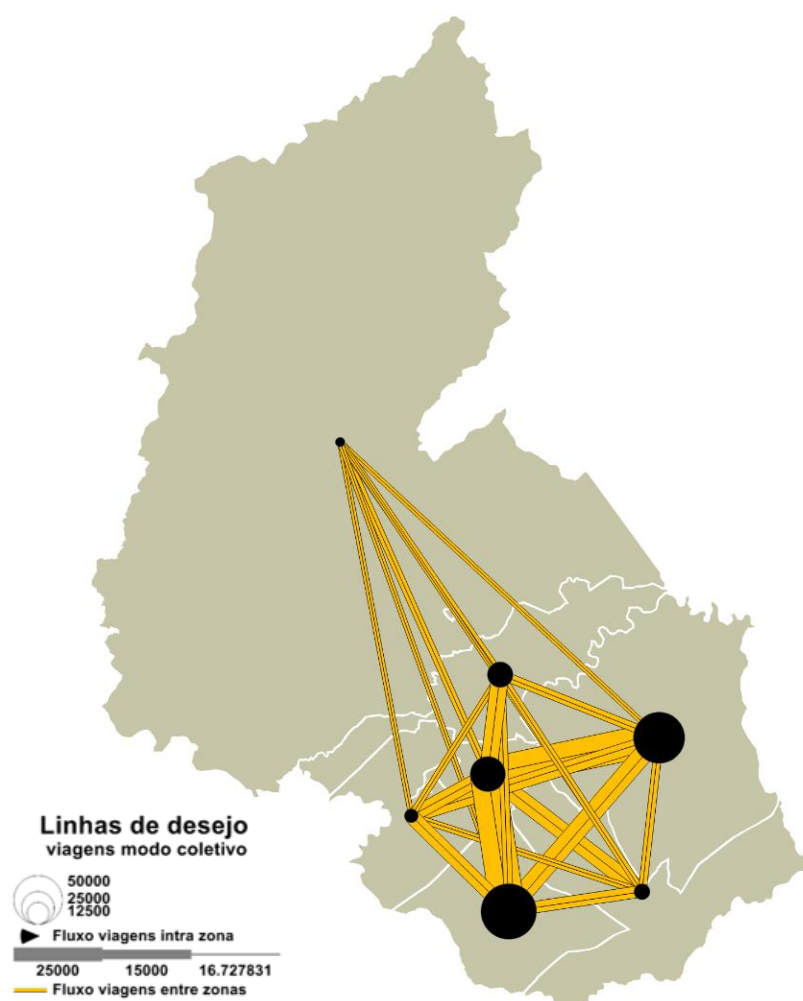 Linhas de desejo
viagens modo coletivo
50000
25000
12500
Fluxo viagens intra zona
25000 15000 16.727831
Fluxo viagens entre zonas